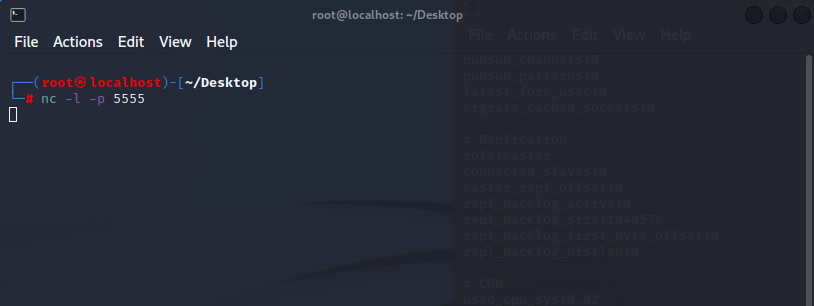 root@localhost: ~/Desktop
File Actions Edit View Help
File Actions Edit View Help
┌──(root㉿localhost)-[~/Desktop]
└─# nc -l -p 5555
pubsub_channels:0
pubsub_patterns:0
latest_fork_usec:0
migrate_cached_sockets:0
# Replication
role:master
connected_slaves:0
master_repl_offset:0
repl_backlog_active:0
repl_backlog_size:1048576
repl_backlog_first_byte_offset:0
repl_backlog_histlen:0
# CPU
used_cpu_sys:0.02